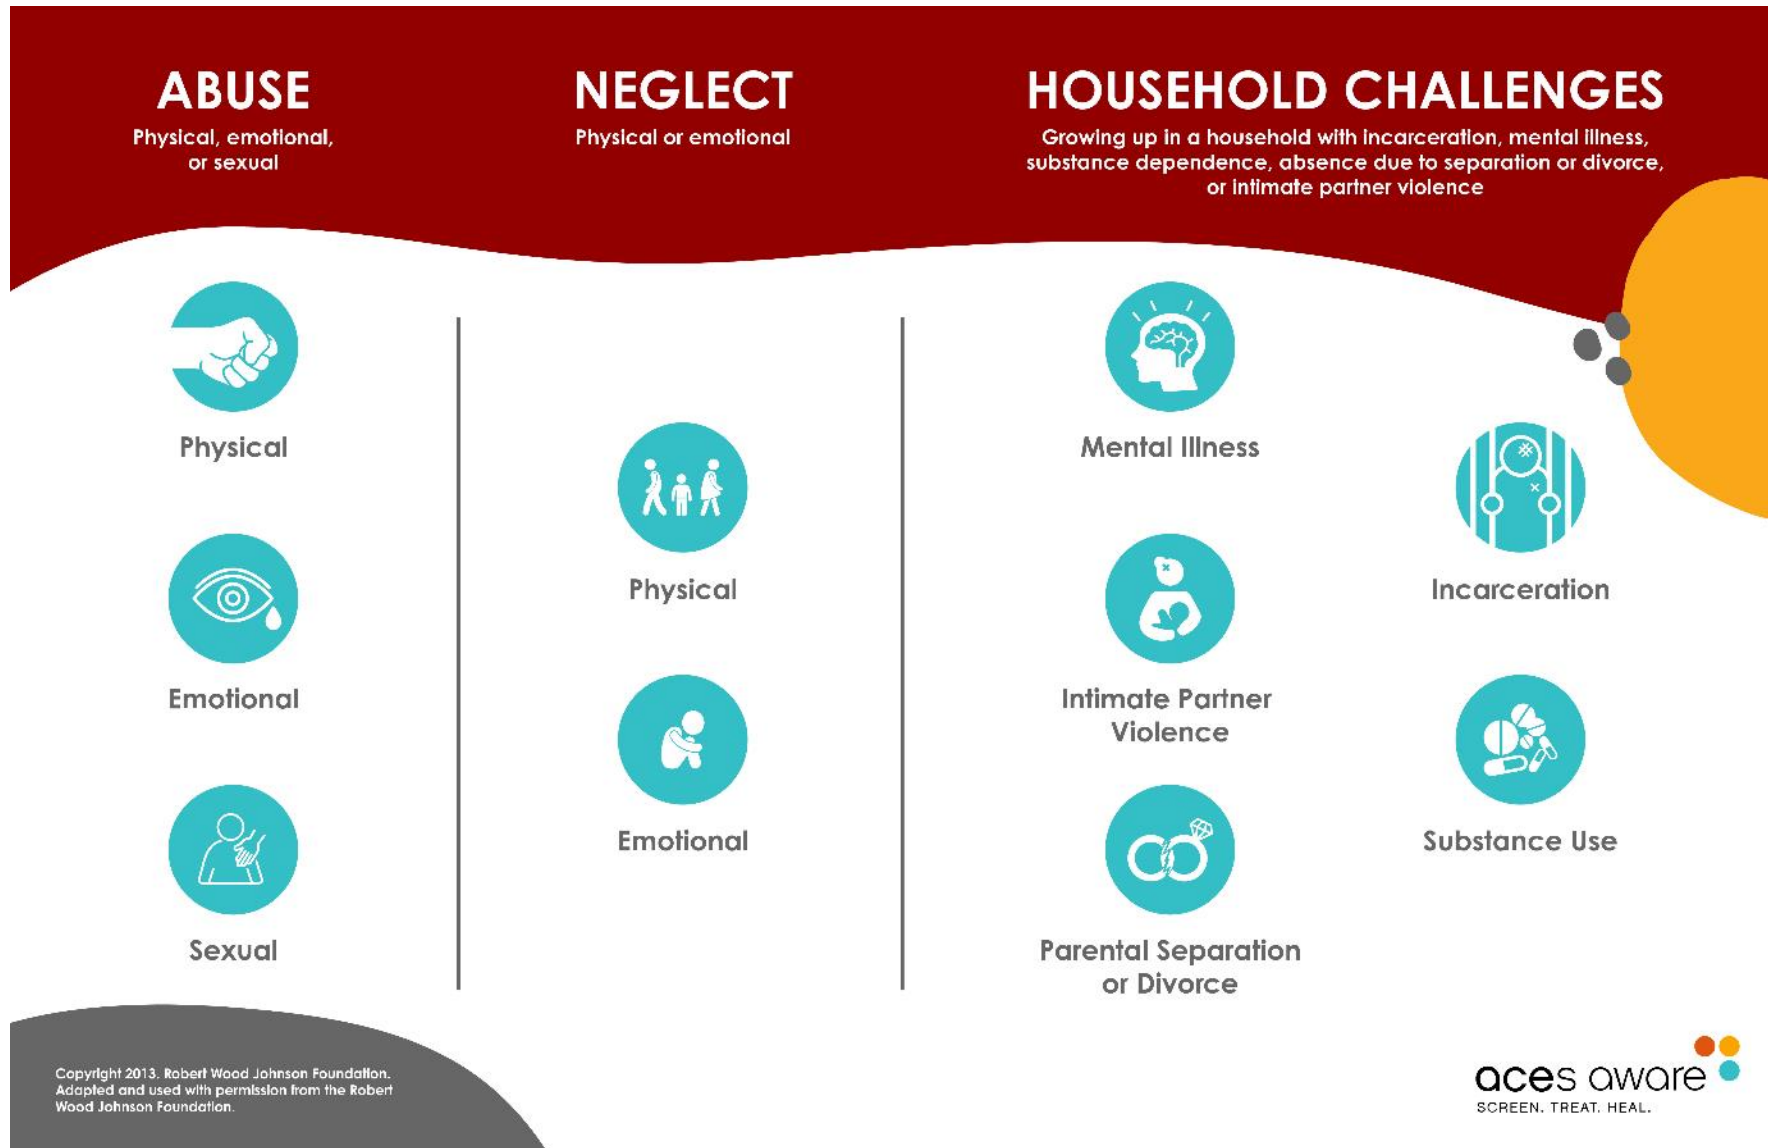 ABUSE
Physical, emotional,
or sexual
NEGLECT
Physical or emotional
HOUSEHOLD CHALLENGES
Growing up in a household with incarceration, mental illness,
substance dependence, absence due to separation or divorce,
or intimate partner violence
Physical
Emotional
Sexual
Physical
Emotional
Mental Illness
Intimate Partner
Violence
Parental Separation
or Divorce
Incarceration
Substance Use
Copyright 2013. Robert Wood Johnson Foundation.
Adapted and used with permission from the Robert
Wood Johnson Foundation.
aces aware
SCREEN. TREAT. HEAL.